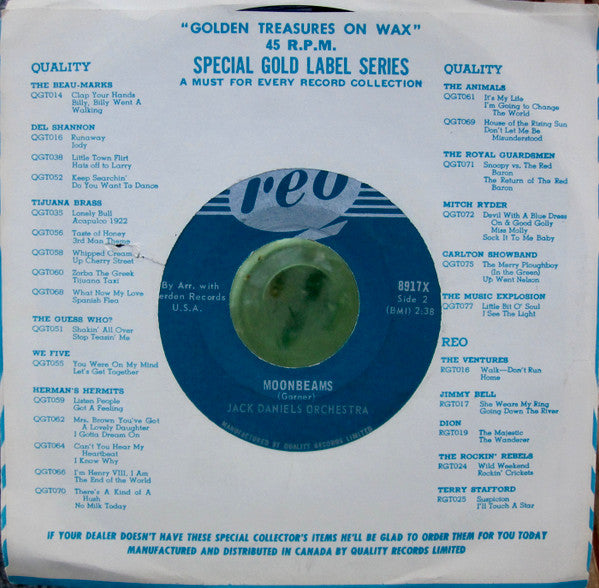 "GOLDEN TREASURES ON WAX"
45 R.P.M.
SPECIAL GOLD LABEL SERIES
A MUST FOR EVERY RECORD COLLECTION
QUALITY
THE BEAU-MARKS
QGT014 Clap Your Hands
Billy, Billy Went A
Walking
DEL SHANNON
QGT016 Runaway
Jody
QGT038 Little Town Flirt
Hats off to Larry
QGT052 Keep Searchin'
Do You Want To Dance
TIJUANA BRASS
QGT035 Lonely Bull
Acapulco 1922
QGT056 Taste of Honey
3rd Man Theme
QGT058 Whipped Cream
Up Cherry Street
QGT060 Zorba The Greek
Tijuana Taxi
QGT068 What Now My Love
Spanish Flea
THE GUESS WHO?
QGT051 Shakin' All Over
Stop Teasin' Me
WE FIVE
QGT055 You Were On My Mind
Let's Get Together
HERMAN'S HERMITS
QGT059 Listen People
Got A Feeling
QGT062 Mrs. Brown You've Got
A Lovely Daughter
I Gotta Dream On
QGT064 Can't You Hear My
Heartbeat
I Know Why
QGT066 I'm Henry VIII, I Am
The End of the World
QGT070 There's A Kind of A
Hush
No Milk Today
reo
By Arr. with
erdon Records
U.S.A.
8917X
Side 2
(BMI) 2:38
MOONBEAMS
(Garner)
JACK DANIELS ORCHESTRA
MANUFACTURED BY QUALITY RECORDS LIMITED
QUALITY
THE ANIMALS
QGT061 It's My Life
I'm Going to Change
The World
QGT069 House of the Rising Sun
Don't Let Me Be
Misunderstood
THE ROYAL GUARDSMEN
QGT071 Snoopy vs. The Red
Baron
The Return of The Red
Baron
MITCH RYDER
QGT072 Devil With A Blue Dress
On & Good Golly
Miss Molly
Sock It To Me Baby
CARLTON SHOWBAND
QGT075 The Merry Ploughboy
(In the Green)
Up Went Nelson
THE MUSIC EXPLOSION
QGT077 Little Bit O' Soul
I See The Light
REO
THE VENTURES
RGT016 Walk—Don't Run
Home
JIMMY BELL
RGT017 She Wears My Ring
Going Down The River
DION
RGT019 The Majestic
The Wanderer
THE ROCKIN' REBELS
RGT024 Wild Weekend
Rockin' Crickets
TERRY STAFFORD
RGT025 Suspicion
I'll Touch A Star
IF YOUR DEALER DOESN'T HAVE THESE SPECIAL COLLECTOR'S ITEMS HE'LL BE GLAD TO ORDER THEM FOR YOU TODAY
MANUFACTURED AND DISTRIBUTED IN CANADA BY QUALITY RECORDS LIMITED